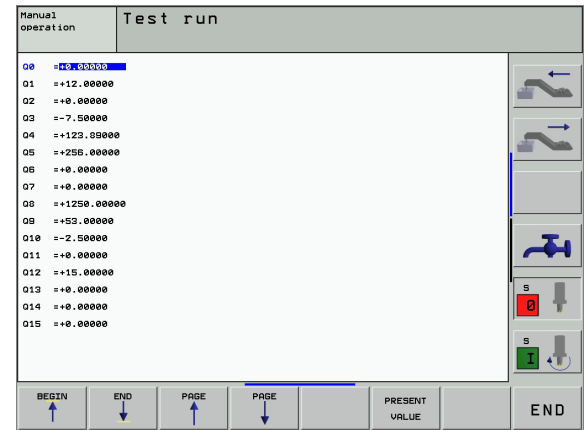 Manual
operation
Test run
Q0 =+0.00000
Q1 =+12.00000
Q2 =+0.00000
Q3 =-7.50000
Q4 =+123.89000
Q5 =+256.00000
Q6 =+0.00000
Q7 =+0.00000
Q8 =+1250.00000
Q9 =+53.00000
Q10 =-2.50000
Q11 =+0.00000
Q12 =+15.00000
Q13 =+0.00000
Q14 =+0.00000
Q15 =+0.00000
S
0
S
I
BEGIN
END
PAGE
PAGE
PRESENT
VALUE
END